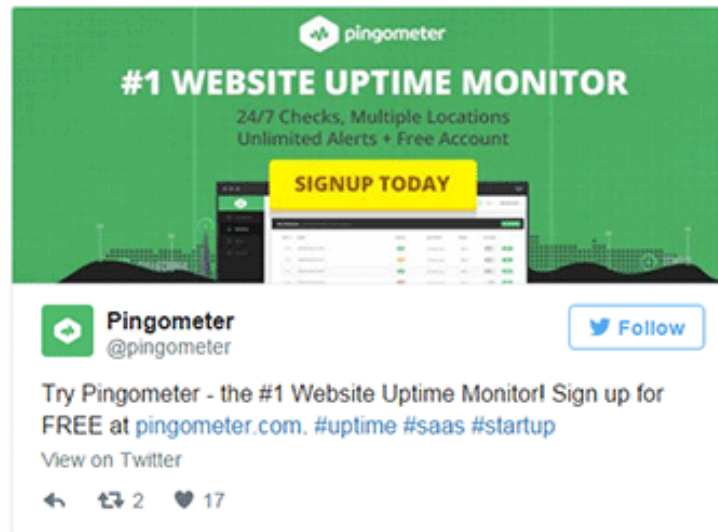 pingometer
#1 WEBSITE UPTIME MONITOR
24/7 Checks, Multiple Locations
Unlimited Alerts + Free Account
SIGNUP TODAY
Pingometer
@pingometer
Follow
Try Pingometer - the #1 Website Uptime Monitor! Sign up for
FREE at pingometer.com. #uptime #saas #startup
View on Twitter
2 17